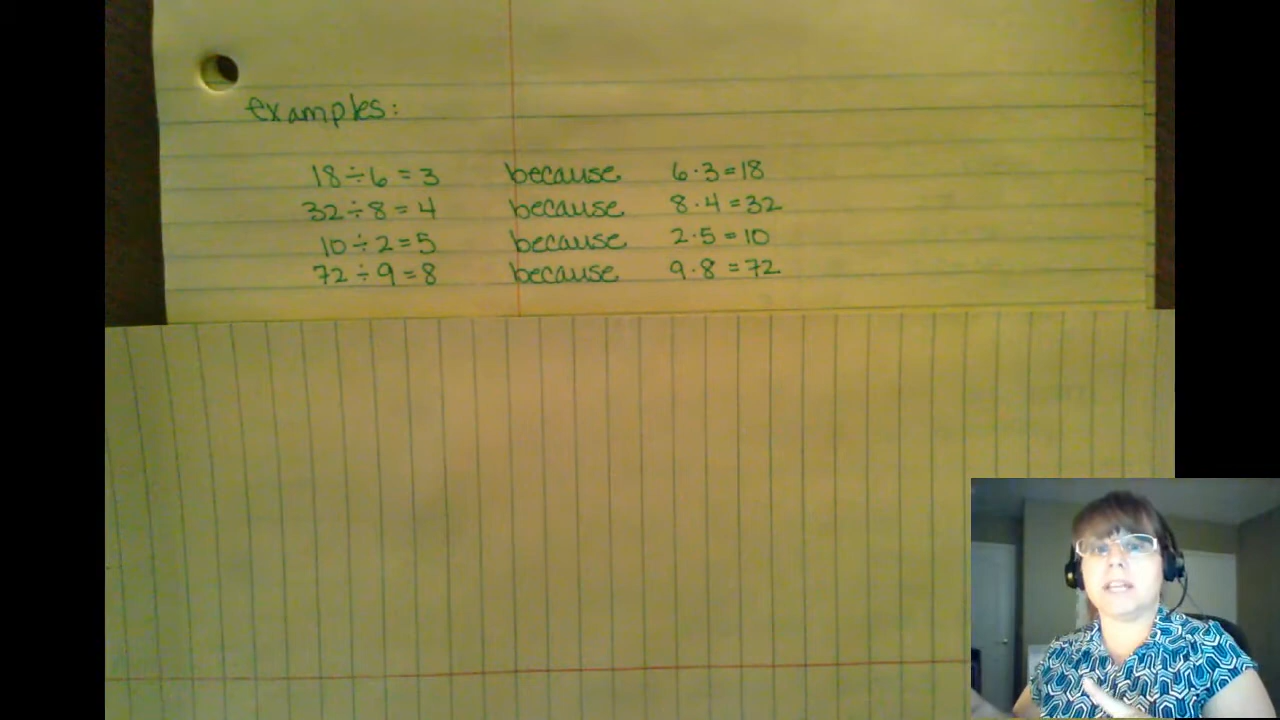 examples:
18÷6=3 because 6·3=18
32÷8=4 because 8·4=32
10÷2=5 because 2·5=10
72÷9=8 because 9·8=72